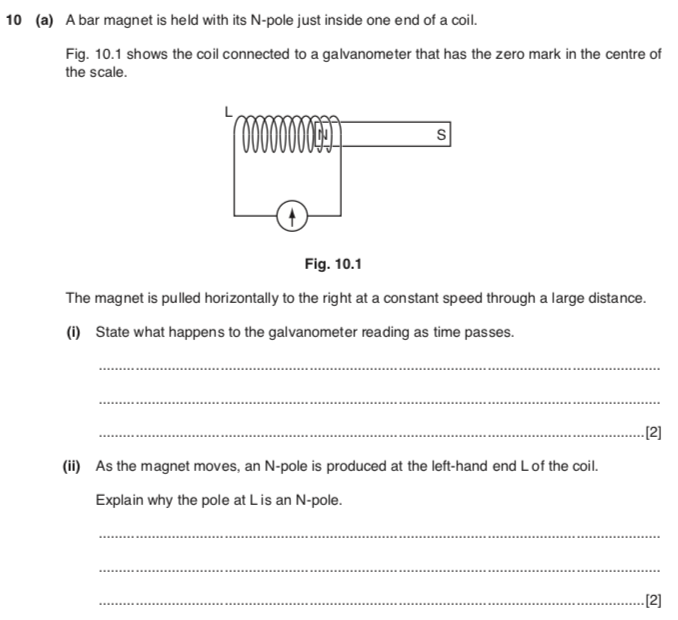 10 (a) A bar magnet is held with its N-pole just inside one end of a coil.
Fig. 10.1 shows the coil connected to a galvanometer that has the zero mark in the centre of
the scale.
L
N
S
Fig. 10.1
The magnet is pulled horizontally to the right at a constant speed through a large distance.
(i) State what happens to the galvanometer reading as time passes.
[2]
(ii) As the magnet moves, an N-pole is produced at the left-hand end L of the coil.
Explain why the pole at L is an N-pole.
[2]